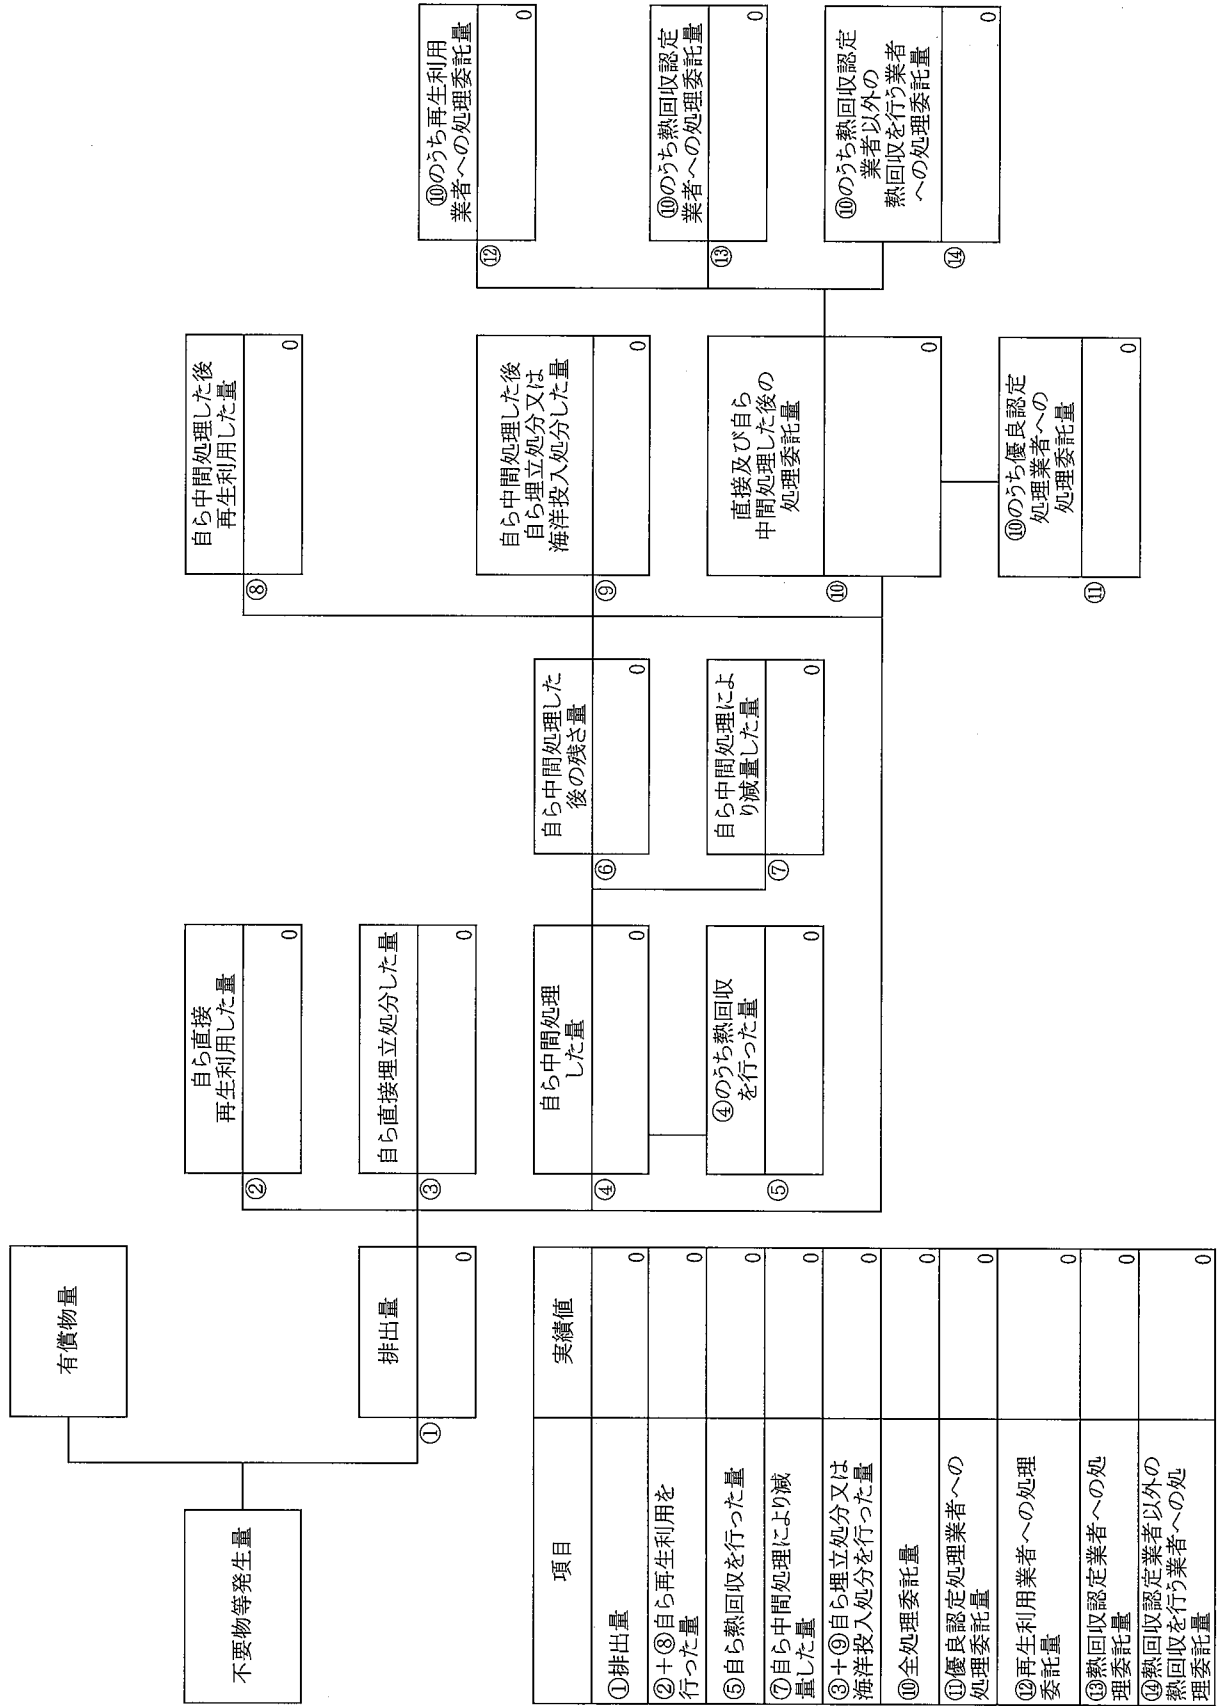 不要物等発生量
有償物量
①
排出量
0
②
自ら直接
再生利用した量
0
③
自ら直接埋立処分した量
0
④
自ら中間処理
した量
0
⑤
④のうち熱回収
を行った量
0
⑥
自ら中間処理した
後の残さ量
0
⑦
自ら中間処理によ
り減量した量
0
⑧
自ら中間処理した後
再生利用した量
0
⑨
自ら中間処理した後
自ら埋立処分又は
海洋投入処分した量
0
⑩
直接及び自ら
中間処理した後の
処理委託量
0
⑪
⑩のうち優良認定
処理業者への
処理委託量
0
⑫
⑩のうち再生利用
業者への処理委託量
0
⑬
⑩のうち熱回収認定
業者への処理委託量
0
⑭
⑩のうち熱回収認定
業者以外の
熱回収を行う業者
への処理委託量
0
項目 実績値
①排出量 0
②+⑧自ら再生利用を
行った量 0
⑤自ら熱回収を行った量 0
⑦自ら中間処理により減
量した量 0
③+⑨自ら埋立処分又は
海洋投入処分を行った量 0
⑩全処理委託量 0
⑪優良認定処理業者への
処理委託量 0
⑫再生利用業者への処理
委託量 0
⑬熱回収認定業者への処
理委託量 0
⑭熱回収認定業者以外の
熱回収を行う業者への処
理委託量 0